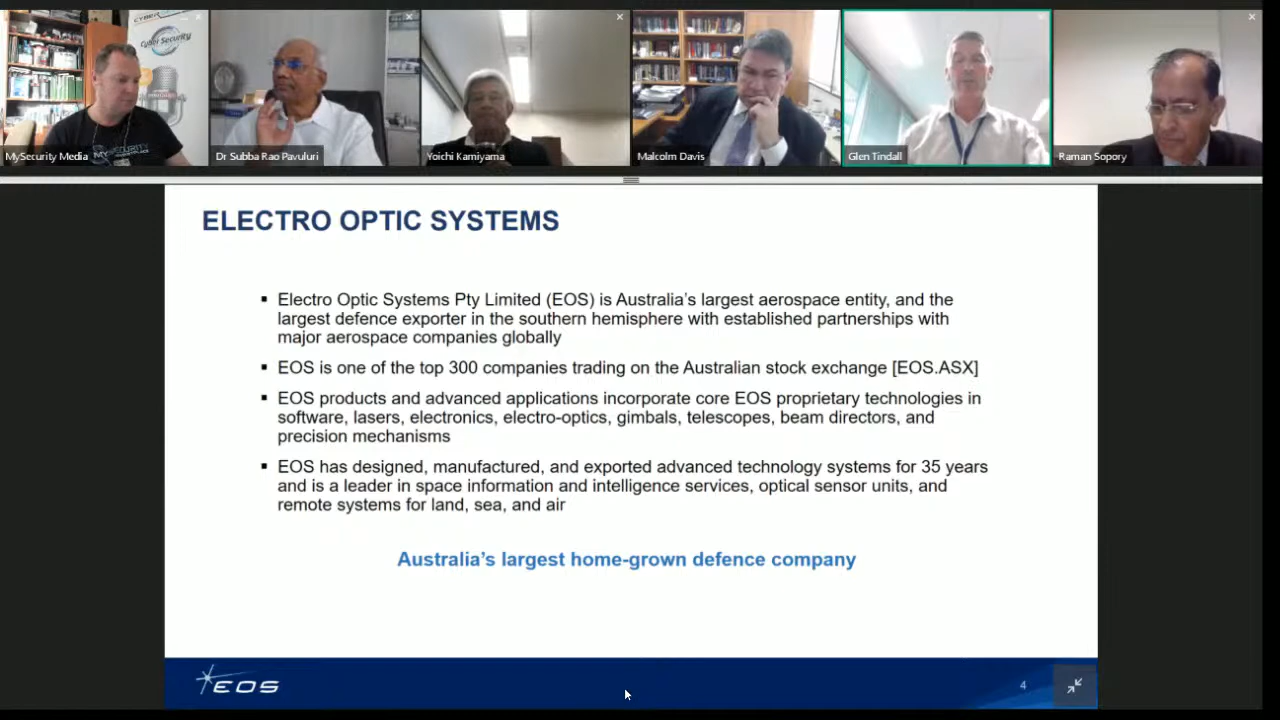 Cyber Security
MySecurity Media
Dr Subba Rao Pavuluri
Yoichi Kamiyama
Malcolm Davis
Glen Tindall
Raman Sopory
ELECTRO OPTIC SYSTEMS
▪ Electro Optic Systems Pty Limited (EOS) is Australia's largest aerospace entity, and the
largest defence exporter in the southern hemisphere with established partnerships with
major aerospace companies globally
▪ EOS is one of the top 300 companies trading on the Australian stock exchange [EOS.ASX]
▪ EOS products and advanced applications incorporate core EOS proprietary technologies in
software, lasers, electronics, electro-optics, gimbals, telescopes, beam directors, and
precision mechanisms
▪ EOS has designed, manufactured, and exported advanced technology systems for 35 years
and is a leader in space information and intelligence services, optical sensor units, and
remote systems for land, sea, and air
Australia's largest home-grown defence company
EOS
4